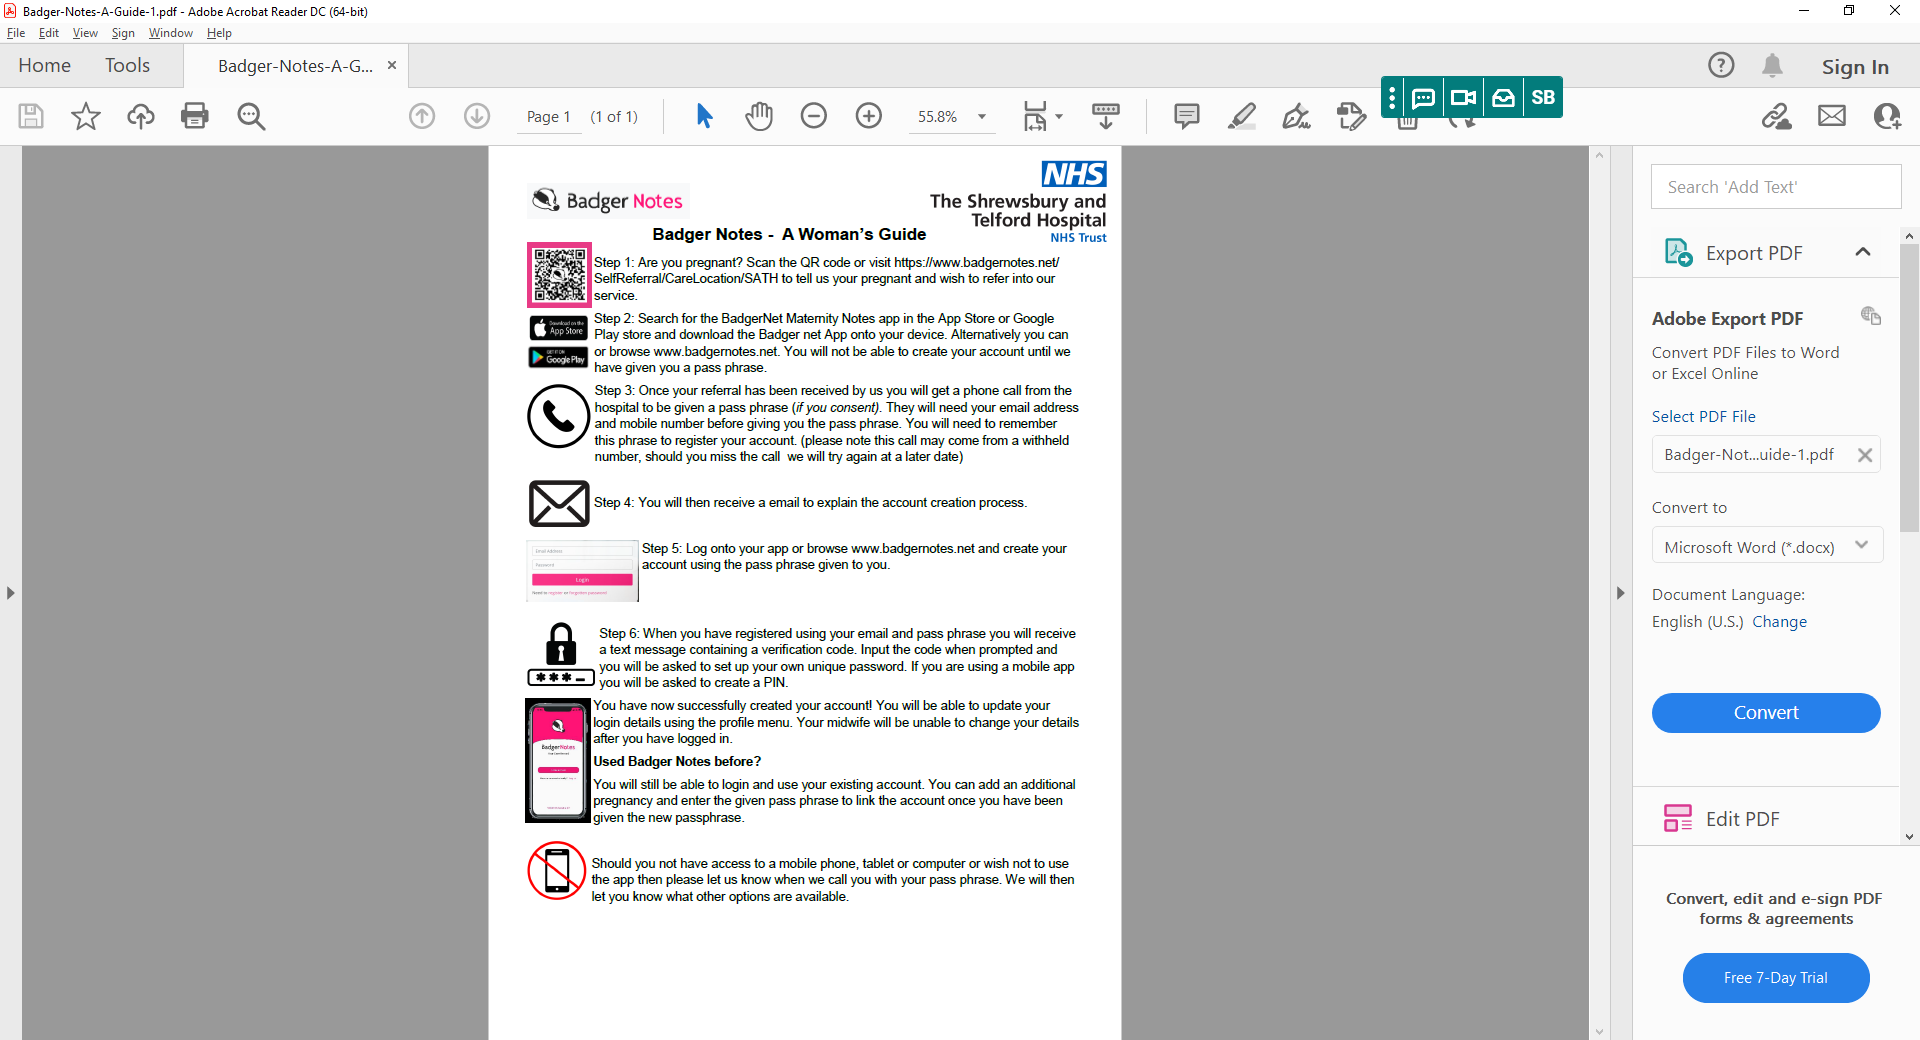 Badger-Notes-A-Guide-1.pdf - Adobe Acrobat Reader DC (64-bit)
File Edit View Sign Window Help
Home Tools Badger-Notes-A-G... Sign In
Page 1 (1 of 1) 55.8% SB
Badger Notes
NHS
The Shrewsbury and
Telford Hospital
NHS Trust
Badger Notes - A Woman's Guide
Step 1: Are you pregnant? Scan the QR code or visit https://www.badgernotes.net/
SelfReferral/CareLocation/SATH to tell us your pregnant and wish to refer into our
service.
Download on the
App Store
GET IT ON
Google Play
Step 2: Search for the BadgerNet Maternity Notes app in the App Store or Google
Play store and download the Badger net App onto your device. Alternatively you can
or browse www.badgernotes.net. You will not be able to create your account until we
have given you a pass phrase.
Step 3: Once your referral has been received by us you will get a phone call from the
hospital to be given a pass phrase (if you consent). They will need your email address
and mobile number before giving you the pass phrase. You will need to remember
this phrase to register your account. (please note this call may come from a withheld
number, should you miss the call we will try again at a later date)
Step 4: You will then receive a email to explain the account creation process.
Email Address
Password
Login
Need to register or forgotten password
Step 5: Log onto your app or browse www.badgernotes.net and create your
account using the pass phrase given to you.
***_
Step 6: When you have registered using your email and pass phrase you will receive
a text message containing a verification code. Input the code when prompted and
you will be asked to set up your own unique password. If you are using a mobile app
you will be asked to create a PIN.
BadgerNotes
You have now successfully created your account! You will be able to update your
login details using the profile menu. Your midwife will be unable to change your details
after you have logged in.
Used Badger Notes before?
You will still be able to login and use your existing account. You can add an additional
pregnancy and enter the given pass phrase to link the account once you have been
given the new passphrase.
Should you not have access to a mobile phone, tablet or computer or wish not to use
the app then please let us know when we call you with your pass phrase. We will then
let you know what other options are available.
Search 'Add Text'
Export PDF
Adobe Export PDF
Convert PDF Files to Word
or Excel Online
Select PDF File
Badger-Not...uide-1.pdf
Convert to
Microsoft Word (*.docx)
Document Language:
English (U.S.) Change
Convert
Edit PDF
Convert, edit and e-sign PDF
forms & agreements
Free 7-Day Trial